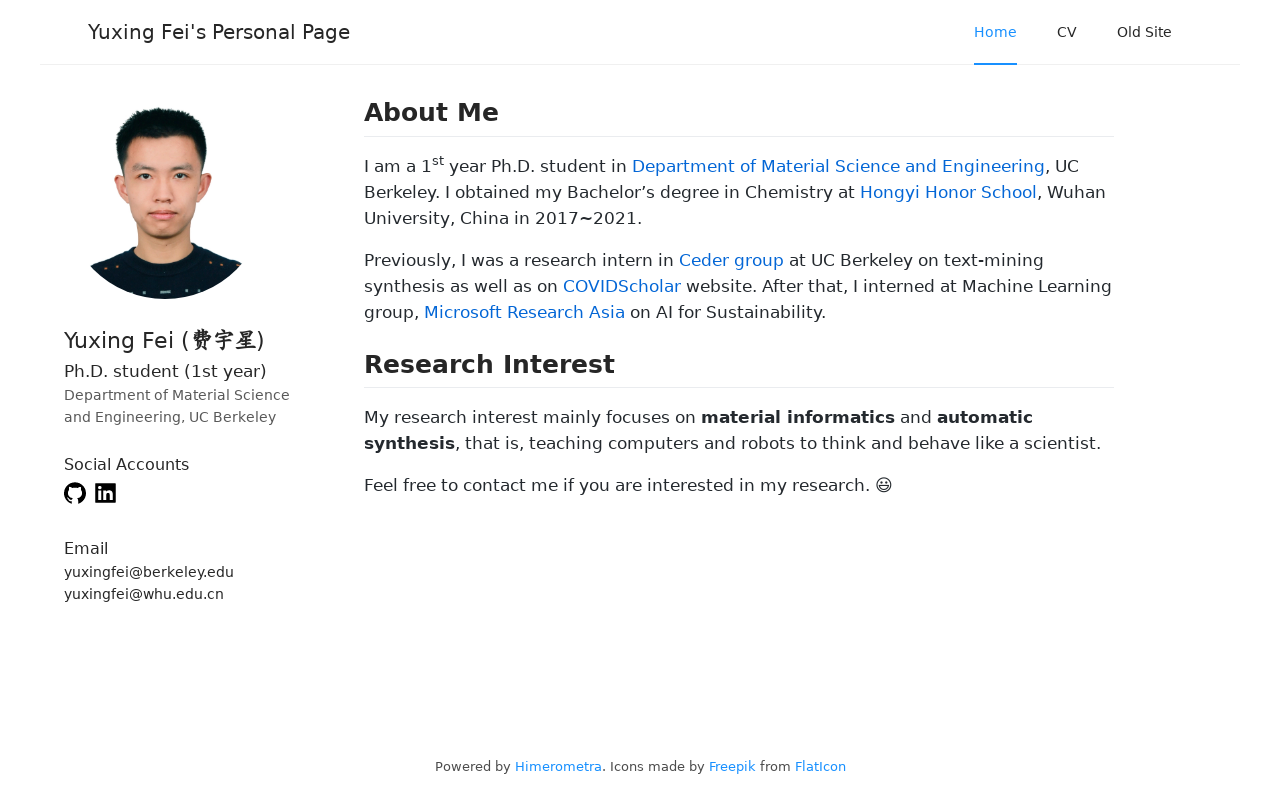 Yuxing Fei's Personal Page
Home
CV
Old Site
Yuxing Fei (费宇星)
Ph.D. student (1st year)
Department of Material Science
and Engineering, UC Berkeley
Social Accounts
Email
yuxingfei@berkeley.edu
yuxingfei@whu.edu.cn
About Me
I am a 1st year Ph.D. student in Department of Material Science and Engineering, UC
Berkeley. I obtained my Bachelor’s degree in Chemistry at Hongyi Honor School, Wuhan
University, China in 2017~2021.
Previously, I was a research intern in Ceder group at UC Berkeley on text-mining
synthesis as well as on COVIDScholar website. After that, I interned at Machine Learning
group, Microsoft Research Asia on AI for Sustainability.
Research Interest
My research interest mainly focuses on material informatics and automatic
synthesis, that is, teaching computers and robots to think and behave like a scientist.
Feel free to contact me if you are interested in my research. 😃
Powered by Himerometra. Icons made by Freepik from FlatIcon